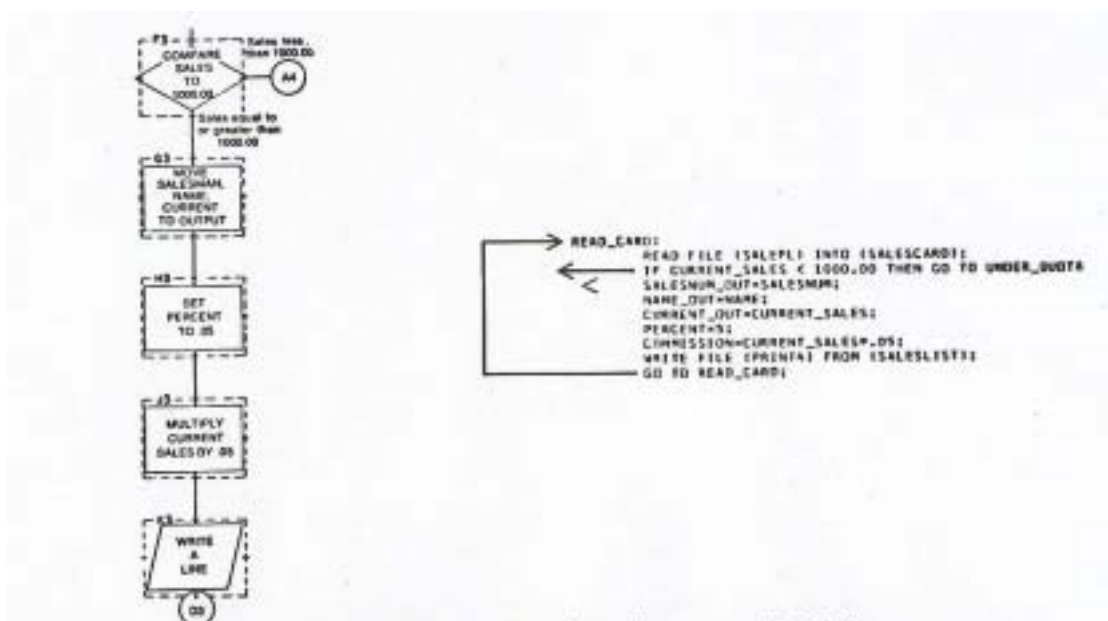 F3
COMPARE
SALES
TO
1000.00
Sales less
than 1000.00
A4
Sales equal to
or greater than
1000.00
G3
MOVE
SALESMAN,
NAME,
CURRENT
TO OUTPUT
H3
SET
PERCENT
TO .05
J3
MULTIPLY
CURRENT
SALES BY .05
K3
WRITE
A
LINE
D3
READ_CARD:
READ FILE (SALEPL) INTO (SALESCARD);
IF CURRENT_SALES < 1000.00 THEN GO TO UNDER_QUOTA
<
SALESNUM_OUT=SALESNUM;
NAME_OUT=NAME;
CURRENT_OUT=CURRENT_SALES;
PERCENT=5;
COMMISSION=CURRENT_SALES*.05;
WRITE FILE (PRINT4) FROM (SALESLIST);
GO TO READ_CARD;